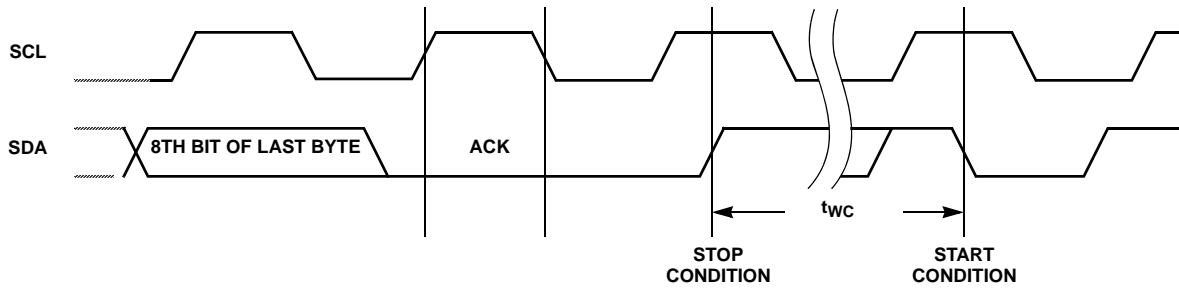 SCL
SDA
8TH BIT OF LAST BYTE
ACK
tWC
STOP
CONDITION
START
CONDITION